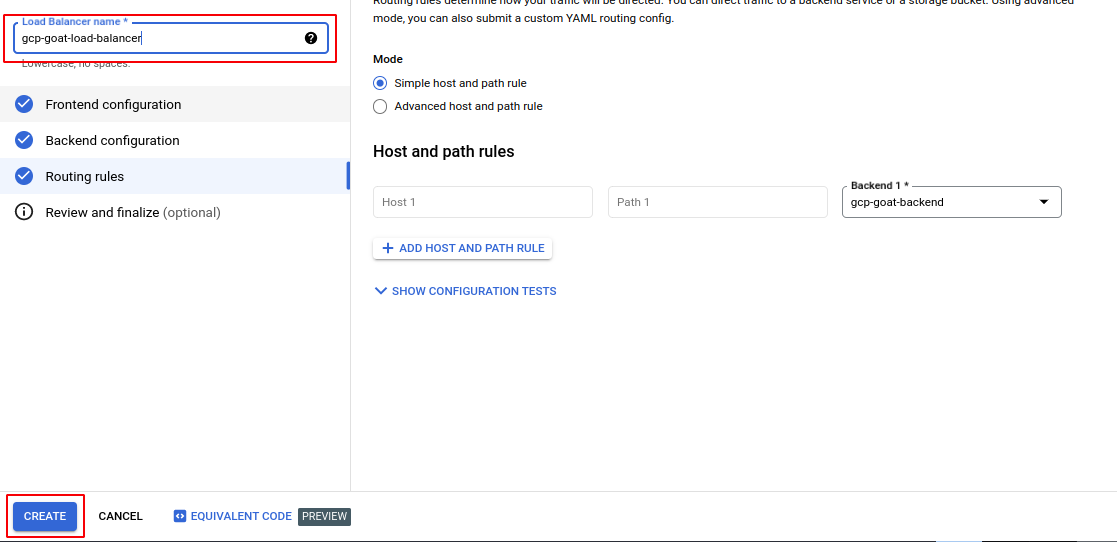 Load Balancer name *
gcp-goat-load-balancer
Lowercase, no spaces.
Frontend configuration
Backend configuration
Routing rules
Review and finalize (optional)
Routing rules determine how your traffic will be directed. You can direct traffic to a backend service or a storage bucket. Using advanced
mode, you can also submit a custom YAML routing config.
Mode
Simple host and path rule
Advanced host and path rule
Host and path rules
Host 1
Path 1
Backend 1 *
gcp-goat-backend
ADD HOST AND PATH RULE
SHOW CONFIGURATION TESTS
CREATE
CANCEL
EQUIVALENT CODE
PREVIEW